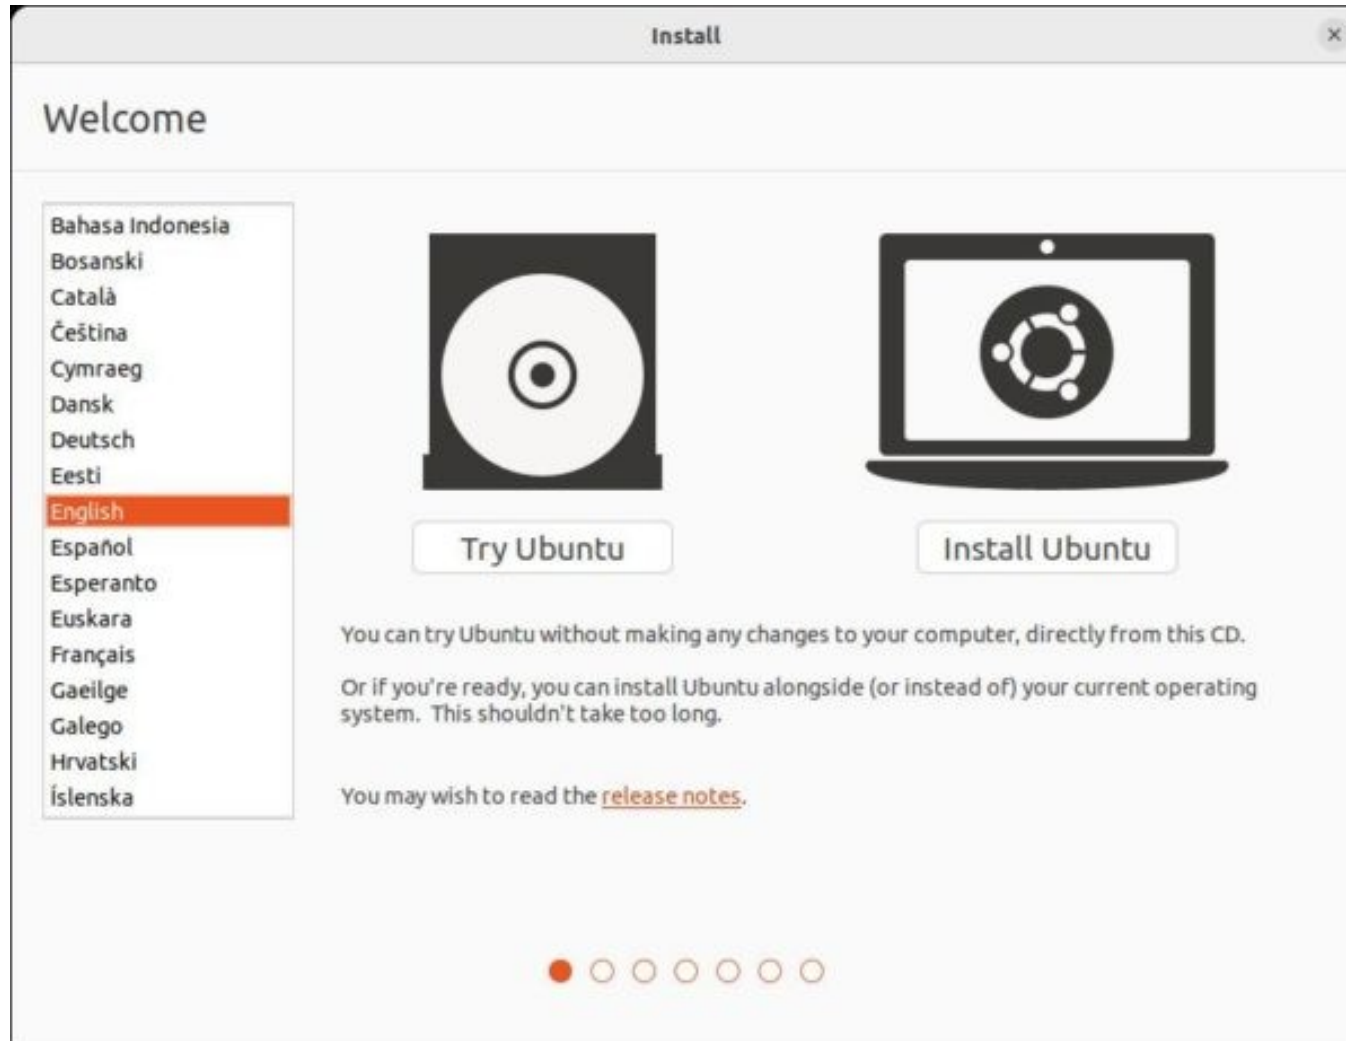 Install
Welcome
Bahasa Indonesia
Bosanski
Català
Čeština
Cymraeg
Dansk
Deutsch
Eesti
English
Español
Esperanto
Euskara
Français
Gaeilge
Galego
Hrvatski
Íslenska
Try Ubuntu
Install Ubuntu
You can try Ubuntu without making any changes to your computer, directly from this CD.
Or if you're ready, you can install Ubuntu alongside (or instead of) your current operating
system.  This shouldn't take too long.
You may wish to read the release notes.